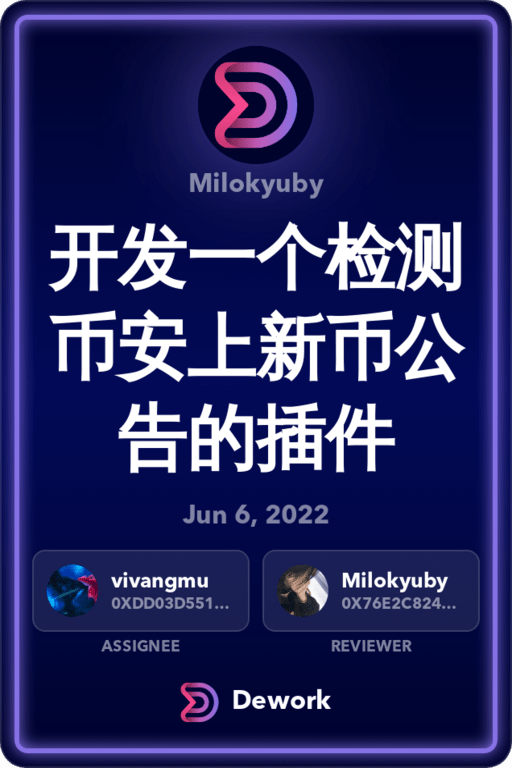 Milokyuby
开发一个检测
币安上新币公
告的插件
Jun 6, 2022
vivangmu
0XDD03D551...
ASSIGNEE
Milokyuby
0X76E2C824...
REVIEWER
Dework